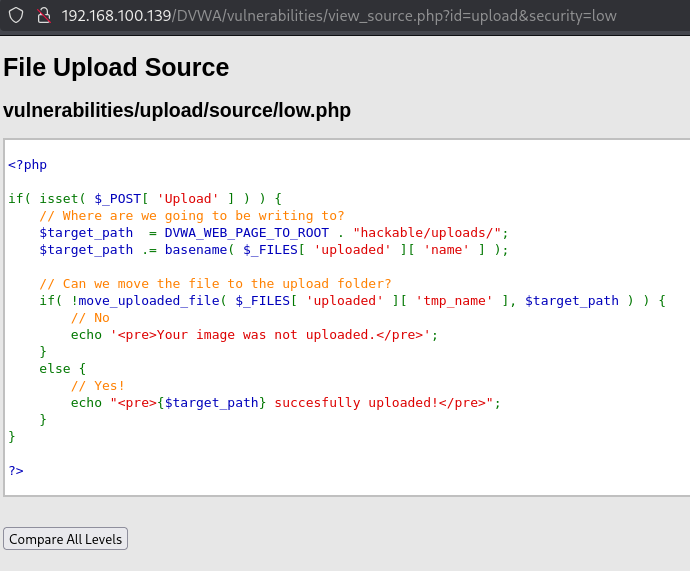 192.168.100.139/DVWA/vulnerabilities/view_source.php?id=upload&security=low
File Upload Source
vulnerabilities/upload/source/low.php
<?php
if( isset( $_POST[ 'Upload' ] ) ) {
    // Where are we going to be writing to?
    $target_path  = DVWA_WEB_PAGE_TO_ROOT . "hackable/uploads/";
    $target_path .= basename( $_FILES[ 'uploaded' ][ 'name' ] );
    // Can we move the file to the upload folder?
    if( !move_uploaded_file( $_FILES[ 'uploaded' ][ 'tmp_name' ], $target_path ) ) {
        // No
        echo '<pre>Your image was not uploaded.</pre>';
    }
    else {
        // Yes!
        echo "<pre>{$target_path} succesfully uploaded!</pre>";
    }
}
?>
Compare All Levels